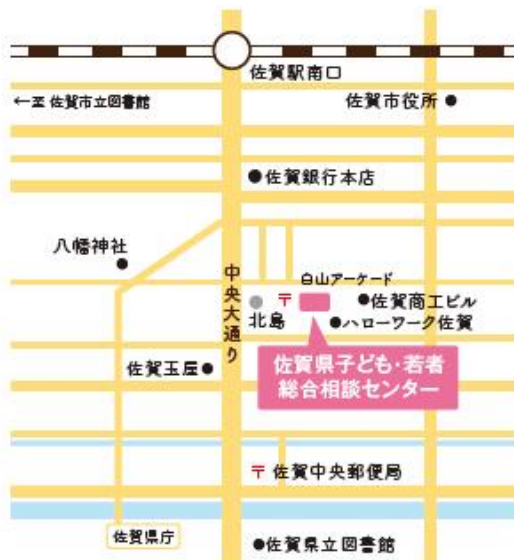 佐賀駅南口
←至 佐賀市立図書館
佐賀市役所
佐賀銀行本店
八幡神社
中央大通り
白山アーケード
北島
〒
佐賀商工ビル
ハローワーク佐賀
佐賀県子ども・若者
総合相談センター
佐賀玉屋
〒 佐賀中央郵便局
佐賀県庁
佐賀県立図書館